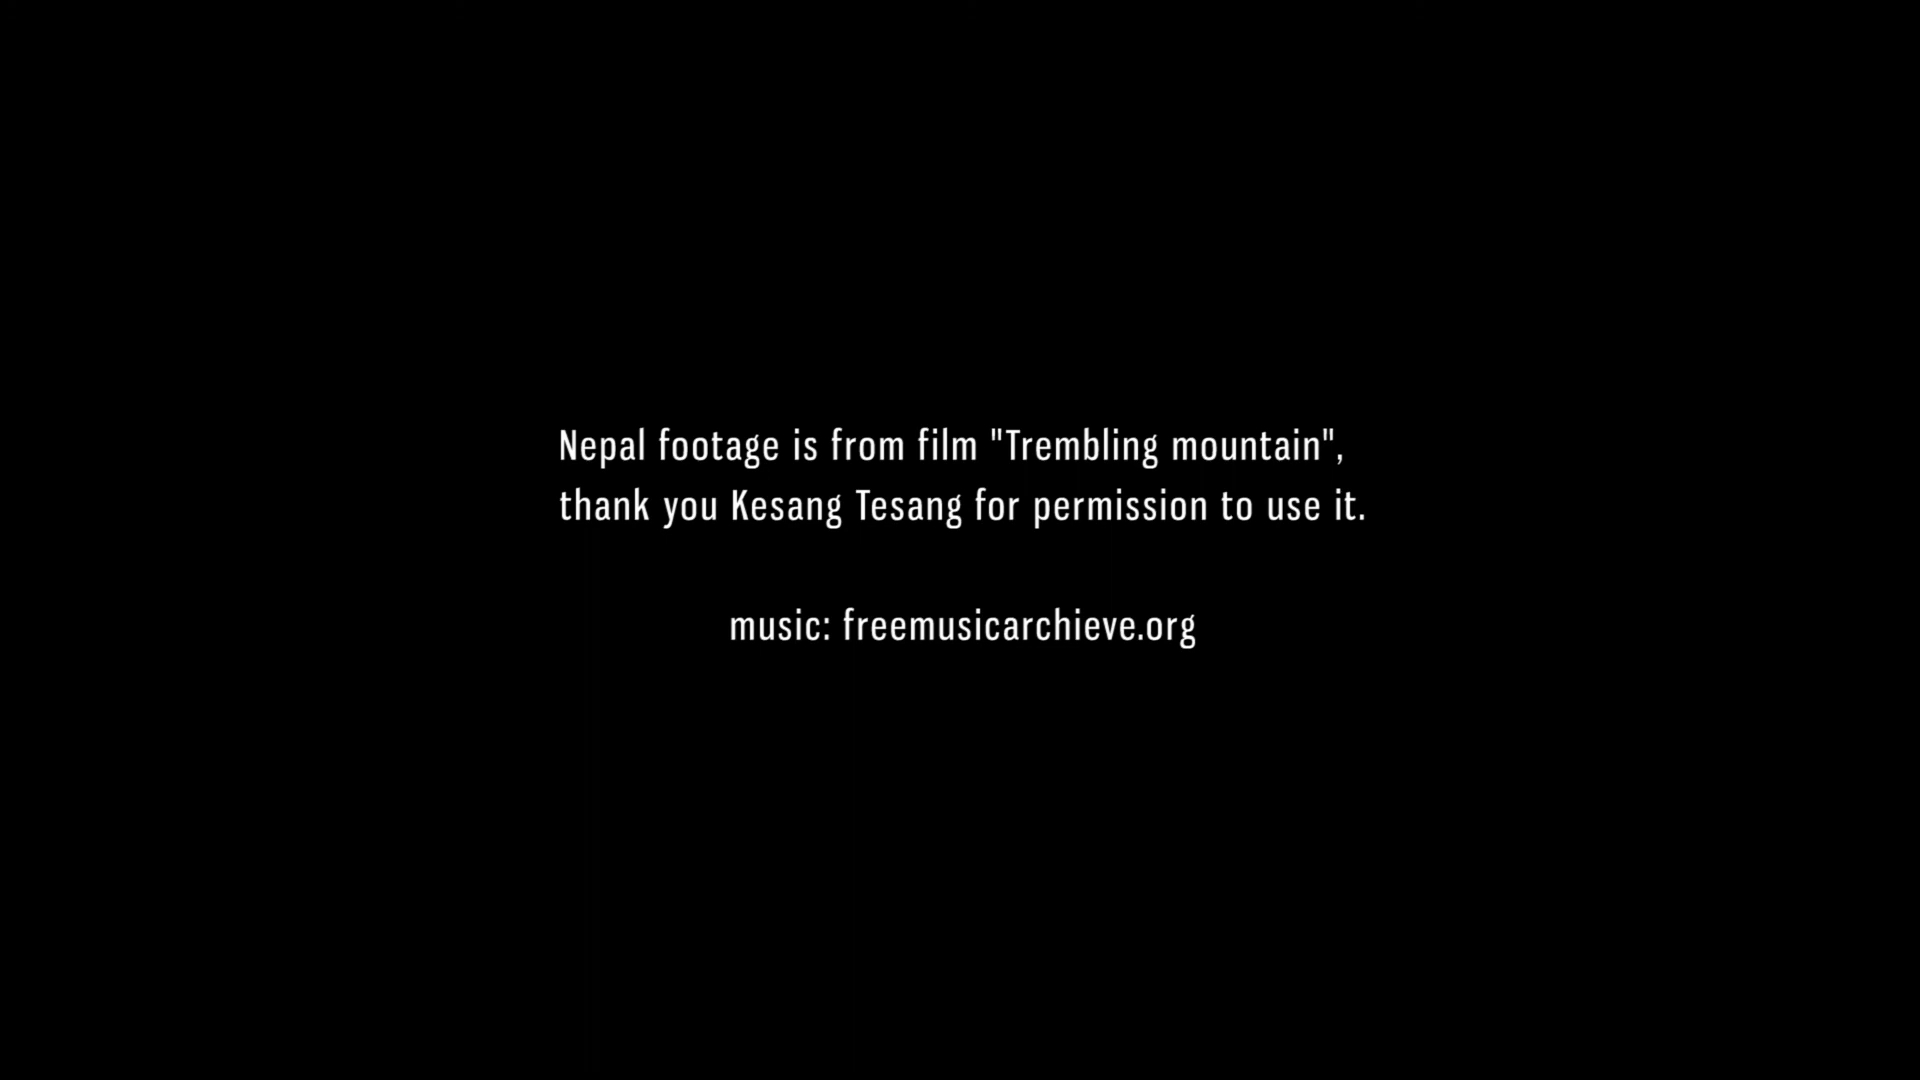 Nepal footage is from film "Trembling mountain",
thank you Kesang Tesang for permission to use it.
music: freemusicarchieve.org